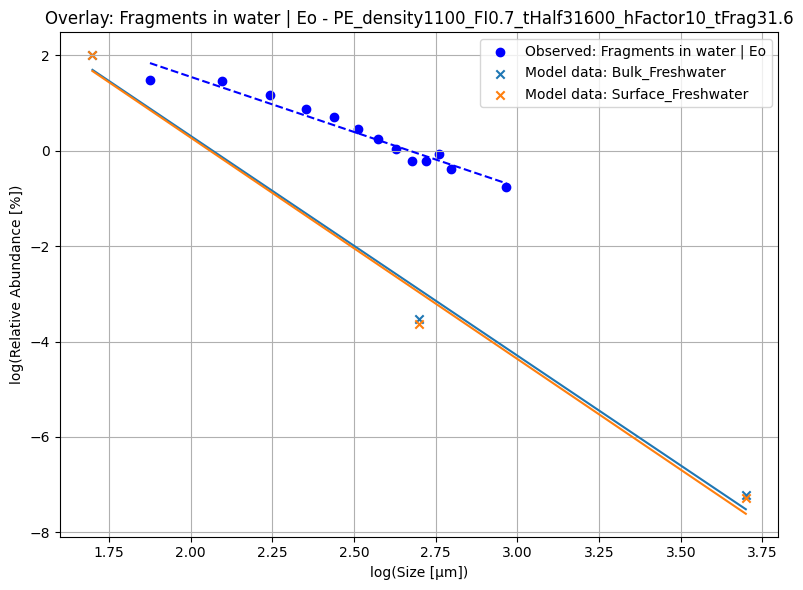 Overlay: Fragments in water | Eo - PE_density1100_FI0.7_tHalf31600_hFactor10_tFrag31.6
Observed: Fragments in water | Eo
Model data: Bulk_Freshwater
Model data: Surface_Freshwater
log(Relative Abundance [%])
2
0
−2
−4
−6
−8
1.75 2.00 2.25 2.50 2.75 3.00 3.25 3.50 3.75
log(Size [µm])